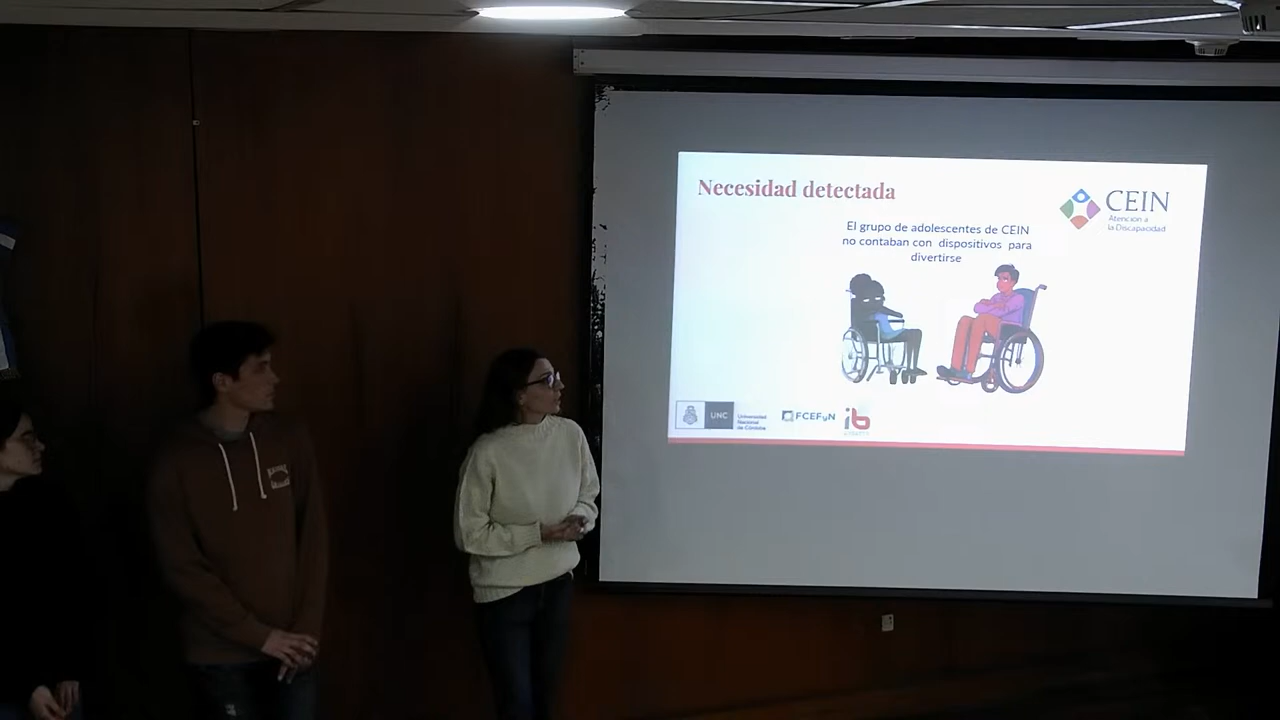 Necesidad detectada
CEIN
Atención a
la Discapacidad
El grupo de adolescentes de CEIN
no contaban con dispositivos para
divertirse
UNC
Universidad
Nacional
de Córdoba
FCEFyN
ib